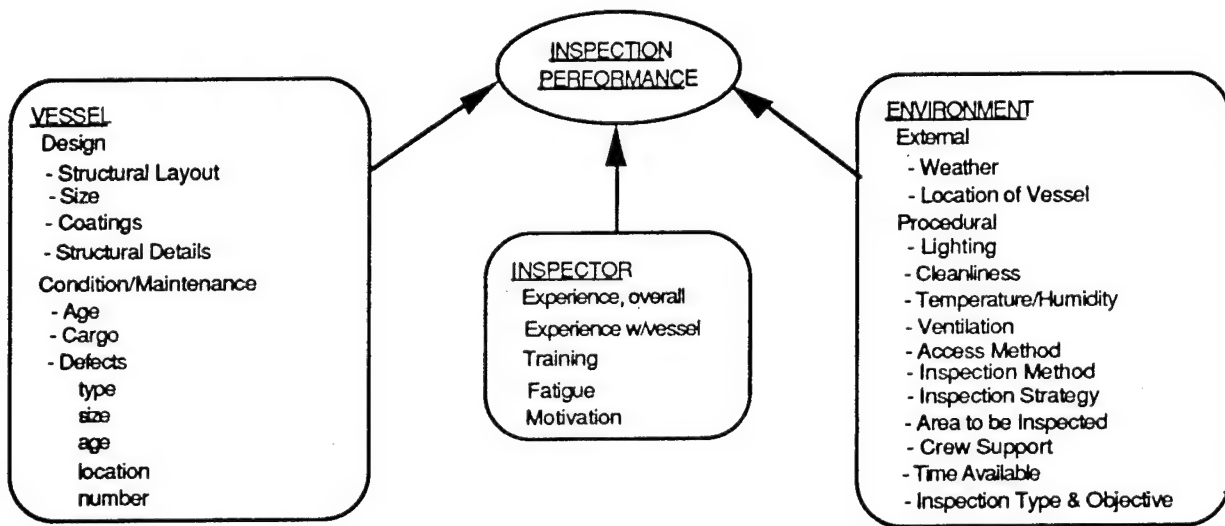 INSPECTION
PERFORMANCE
VESSEL
Design
- Structural Layout
- Size
- Coatings
- Structural Details
Condition/Maintenance
- Age
- Cargo
- Defects
type
size
age
location
number
INSPECTOR
Experience, overall
Experience w/vessel
Training
Fatigue
Motivation
ENVIRONMENT
External
- Weather
- Location of Vessel
Procedural
- Lighting
- Cleanliness
- Temperature/Humidity
- Ventilation
- Access Method
- Inspection Method
- Inspection Strategy
- Area to be Inspected
- Crew Support
- Time Available
- Inspection Type & Objective